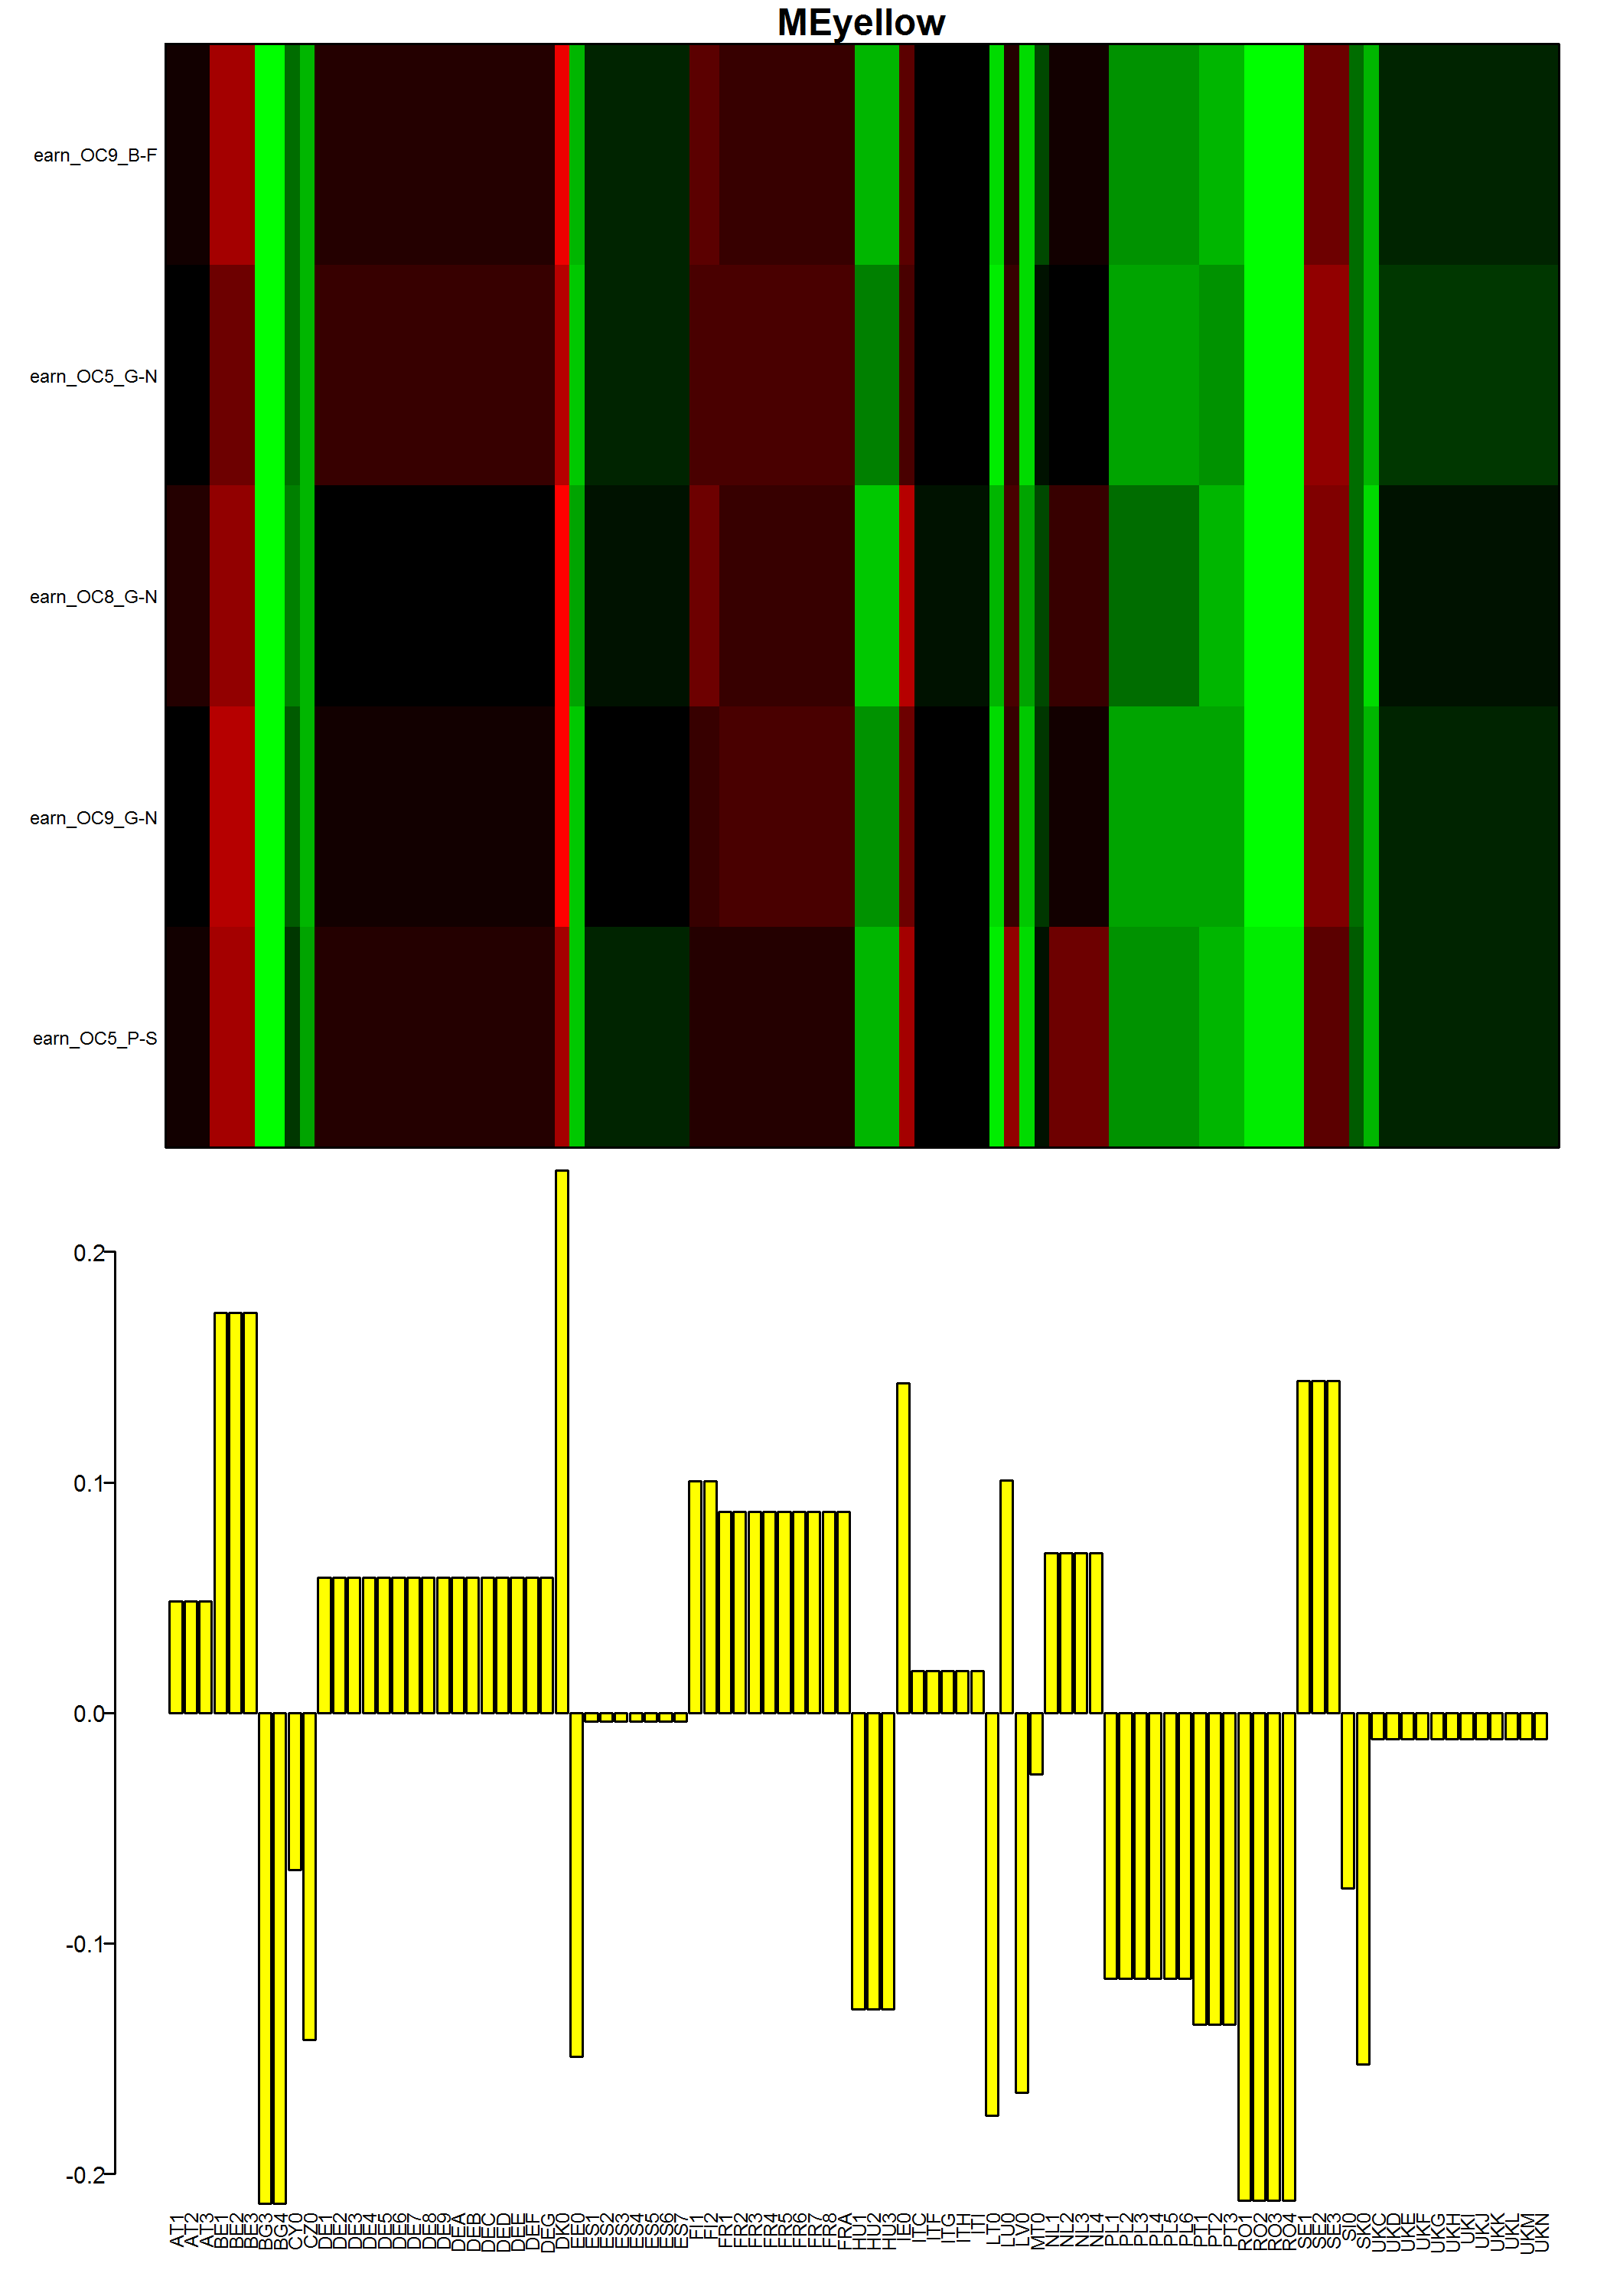 MEyellow
earn_OC9_B-F
earn_OC5_G-N
earn_OC8_G-N
earn_OC9_G-N
earn_OC5_P-S
0.2
0.1
0.0
-0.1
-0.2
AT1
AT2
AT3
BE1
BE2
BE3
BG3
BG4
CY0
CZ0
DE1
DE2
DE3
DE4
DE5
DE6
DE7
DE8
DE9
DEA
DEB
DEC
DED
DEE
DEF
DEG
DK0
EE0
ES1
ES2
ES3
ES4
ES5
ES6
ES7
FI1
FI2
FR1
FR2
FR3
FR4
FR5
FR6
FR7
FR8
FRA
HU1
HU2
HU3
IE0
ITC
ITF
ITG
ITH
ITI
LT0
LU0
LV0
MT0
NL1
NL2
NL3
NL4
PL1
PL2
PL3
PL4
PL5
PL6
PT1
PT2
PT3
RO1
RO2
RO3
RO4
SE1
SE2
SE3
SI0
SK0
UKC
UKD
UKE
UKF
UKG
UKH
UKI
UKJ
UKK
UKL
UKM
UKN